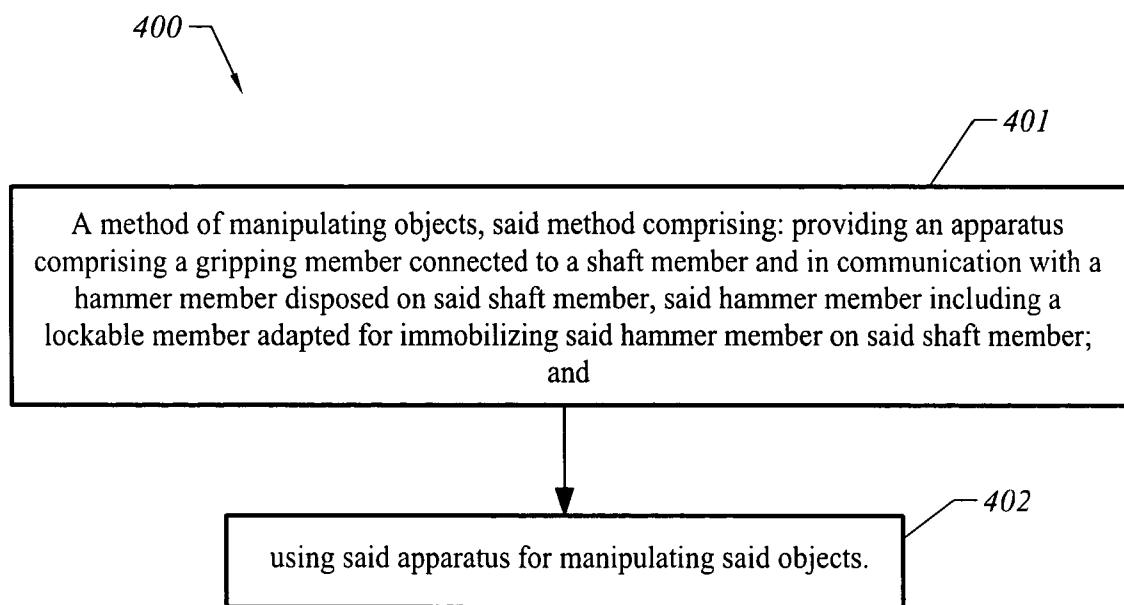 400
401
A method of manipulating objects, said method comprising: providing an apparatus
comprising a gripping member connected to a shaft member and in communication with a
hammer member disposed on said shaft member, said hammer member including a
lockable member adapted for immobilizing said hammer member on said shaft member;
and
402
using said apparatus for manipulating said objects.